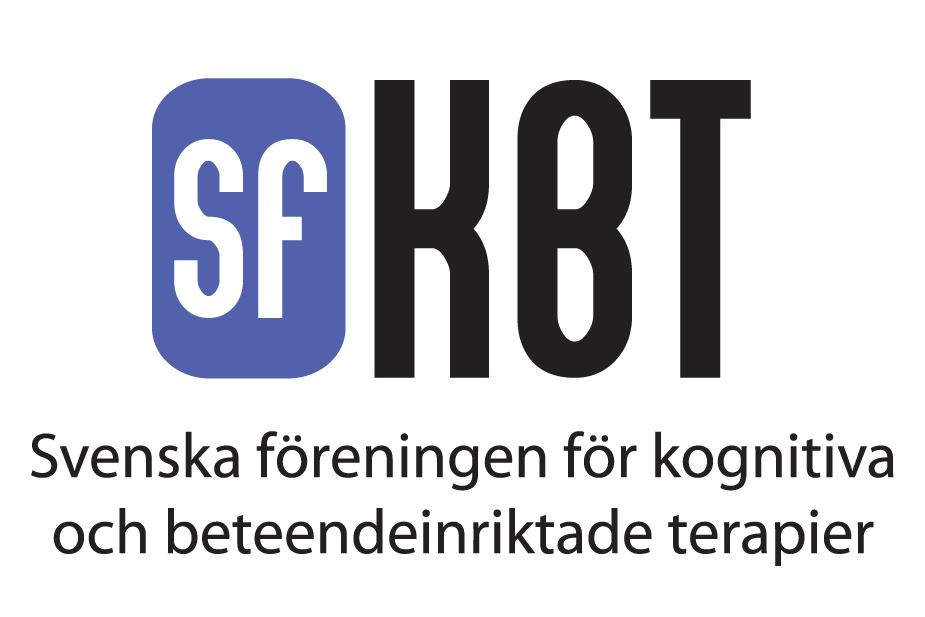 sf KBT
Svenska föreningen för kognitiva
och beteendeinriktade terapier